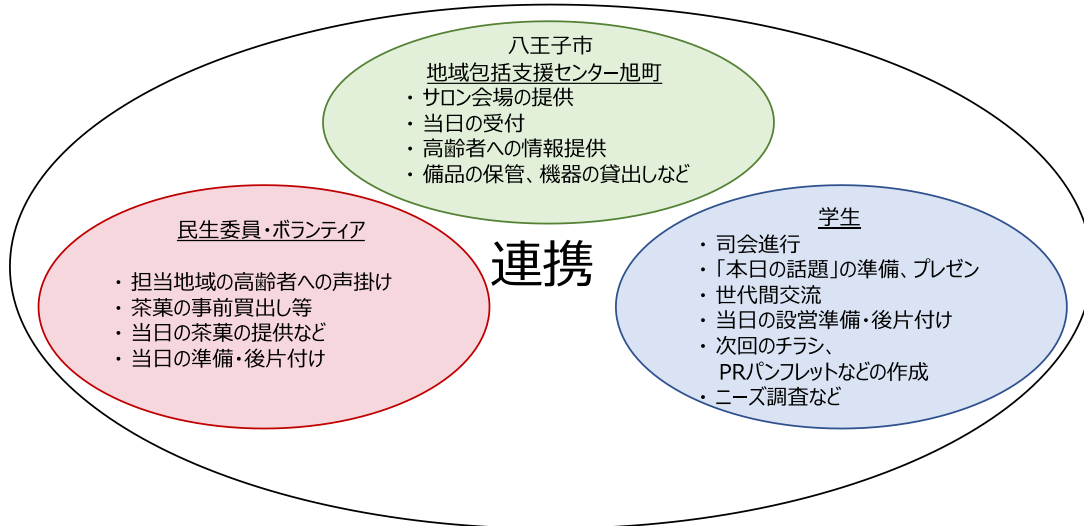 八王子市
地域包括支援センター旭町
・ サロン会場の提供
・ 当日の受付
・ 高齢者への情報提供
・ 備品の保管、機器の貸出しなど
民生委員・ボランティア
・ 担当地域の高齢者への声掛け
・ 茶菓の事前買出し等
・ 当日の茶菓の提供など
・ 当日の準備・後片付け
連携
学生
・ 司会進行
・ 「本日の話題」の準備、プレゼン
・ 世代間交流
・ 当日の設営準備・後片付け
・ 次回のチラシ、
PRパンフレットなどの作成
・ ニーズ調査など